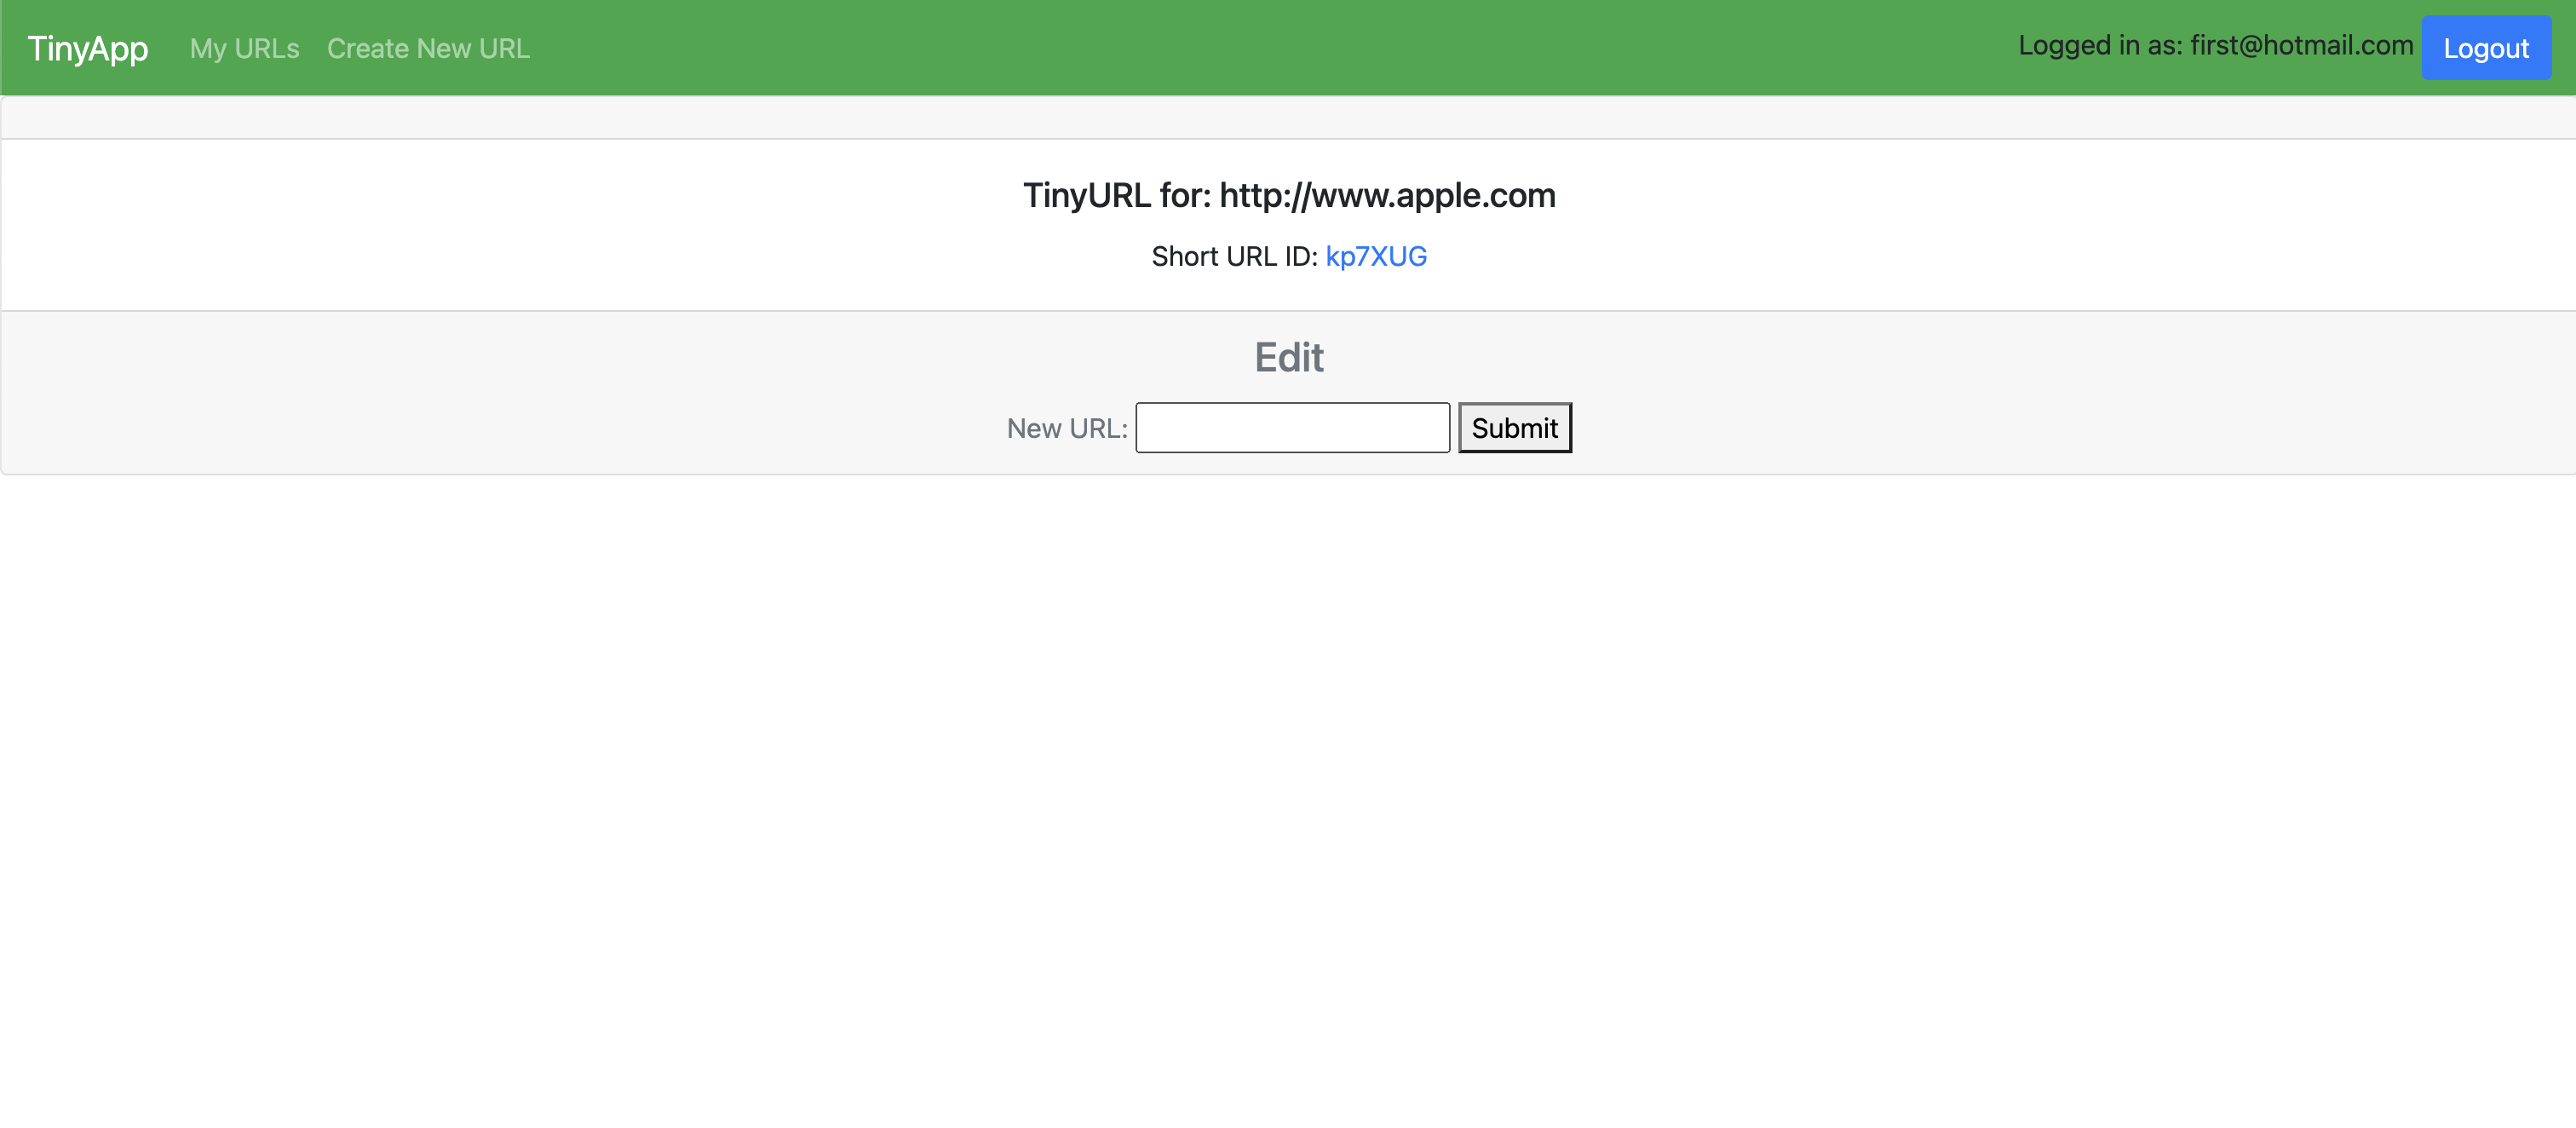 TinyApp My URLs Create New URL Logged in as: first@hotmail.com Logout
TinyURL for: http://www.apple.com
Short URL ID: kp7XUG
Edit
New URL: Submit